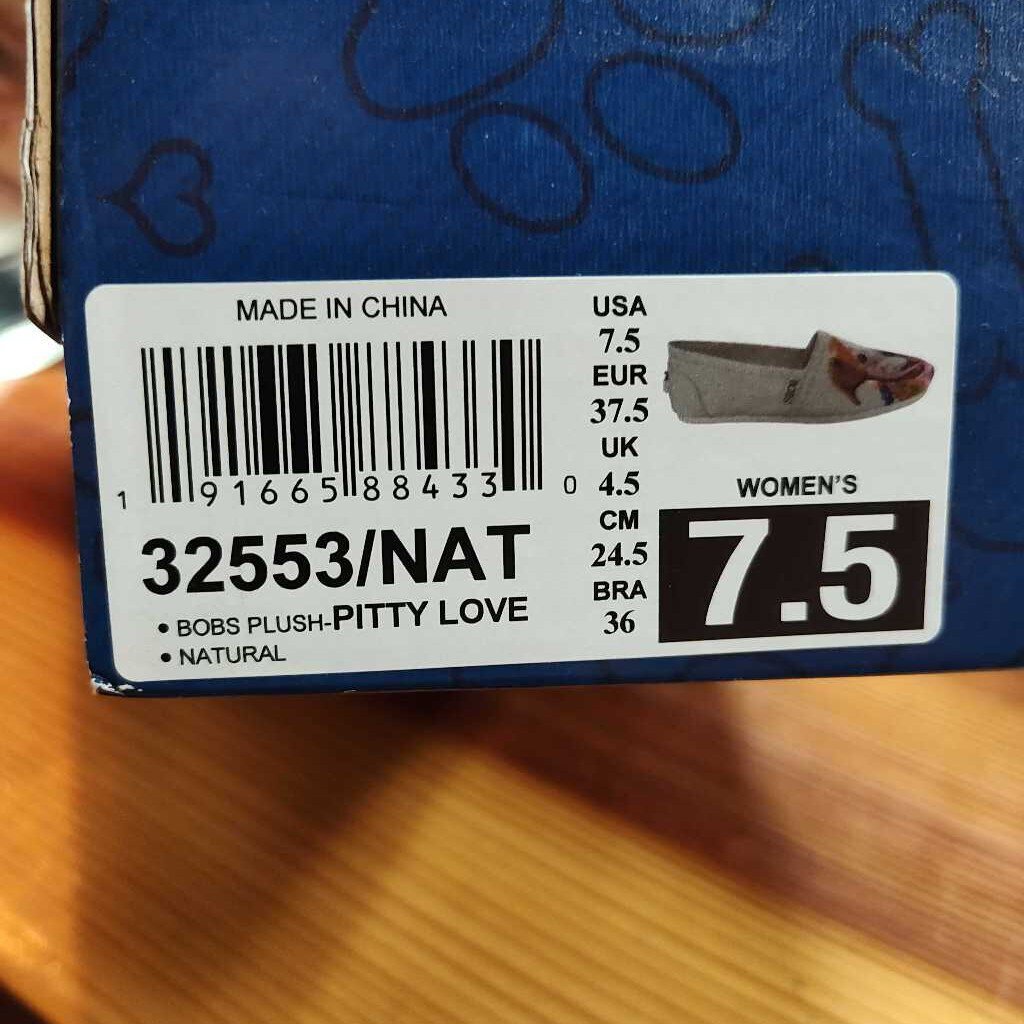 MADE IN CHINA
1 91665 88433 0
32553/NAT
• BOBS PLUSH-PITTY LOVE
• NATURAL
USA
7.5
EUR
37.5
UK
4.5
CM
24.5
BRA
36
WOMEN'S
7.5